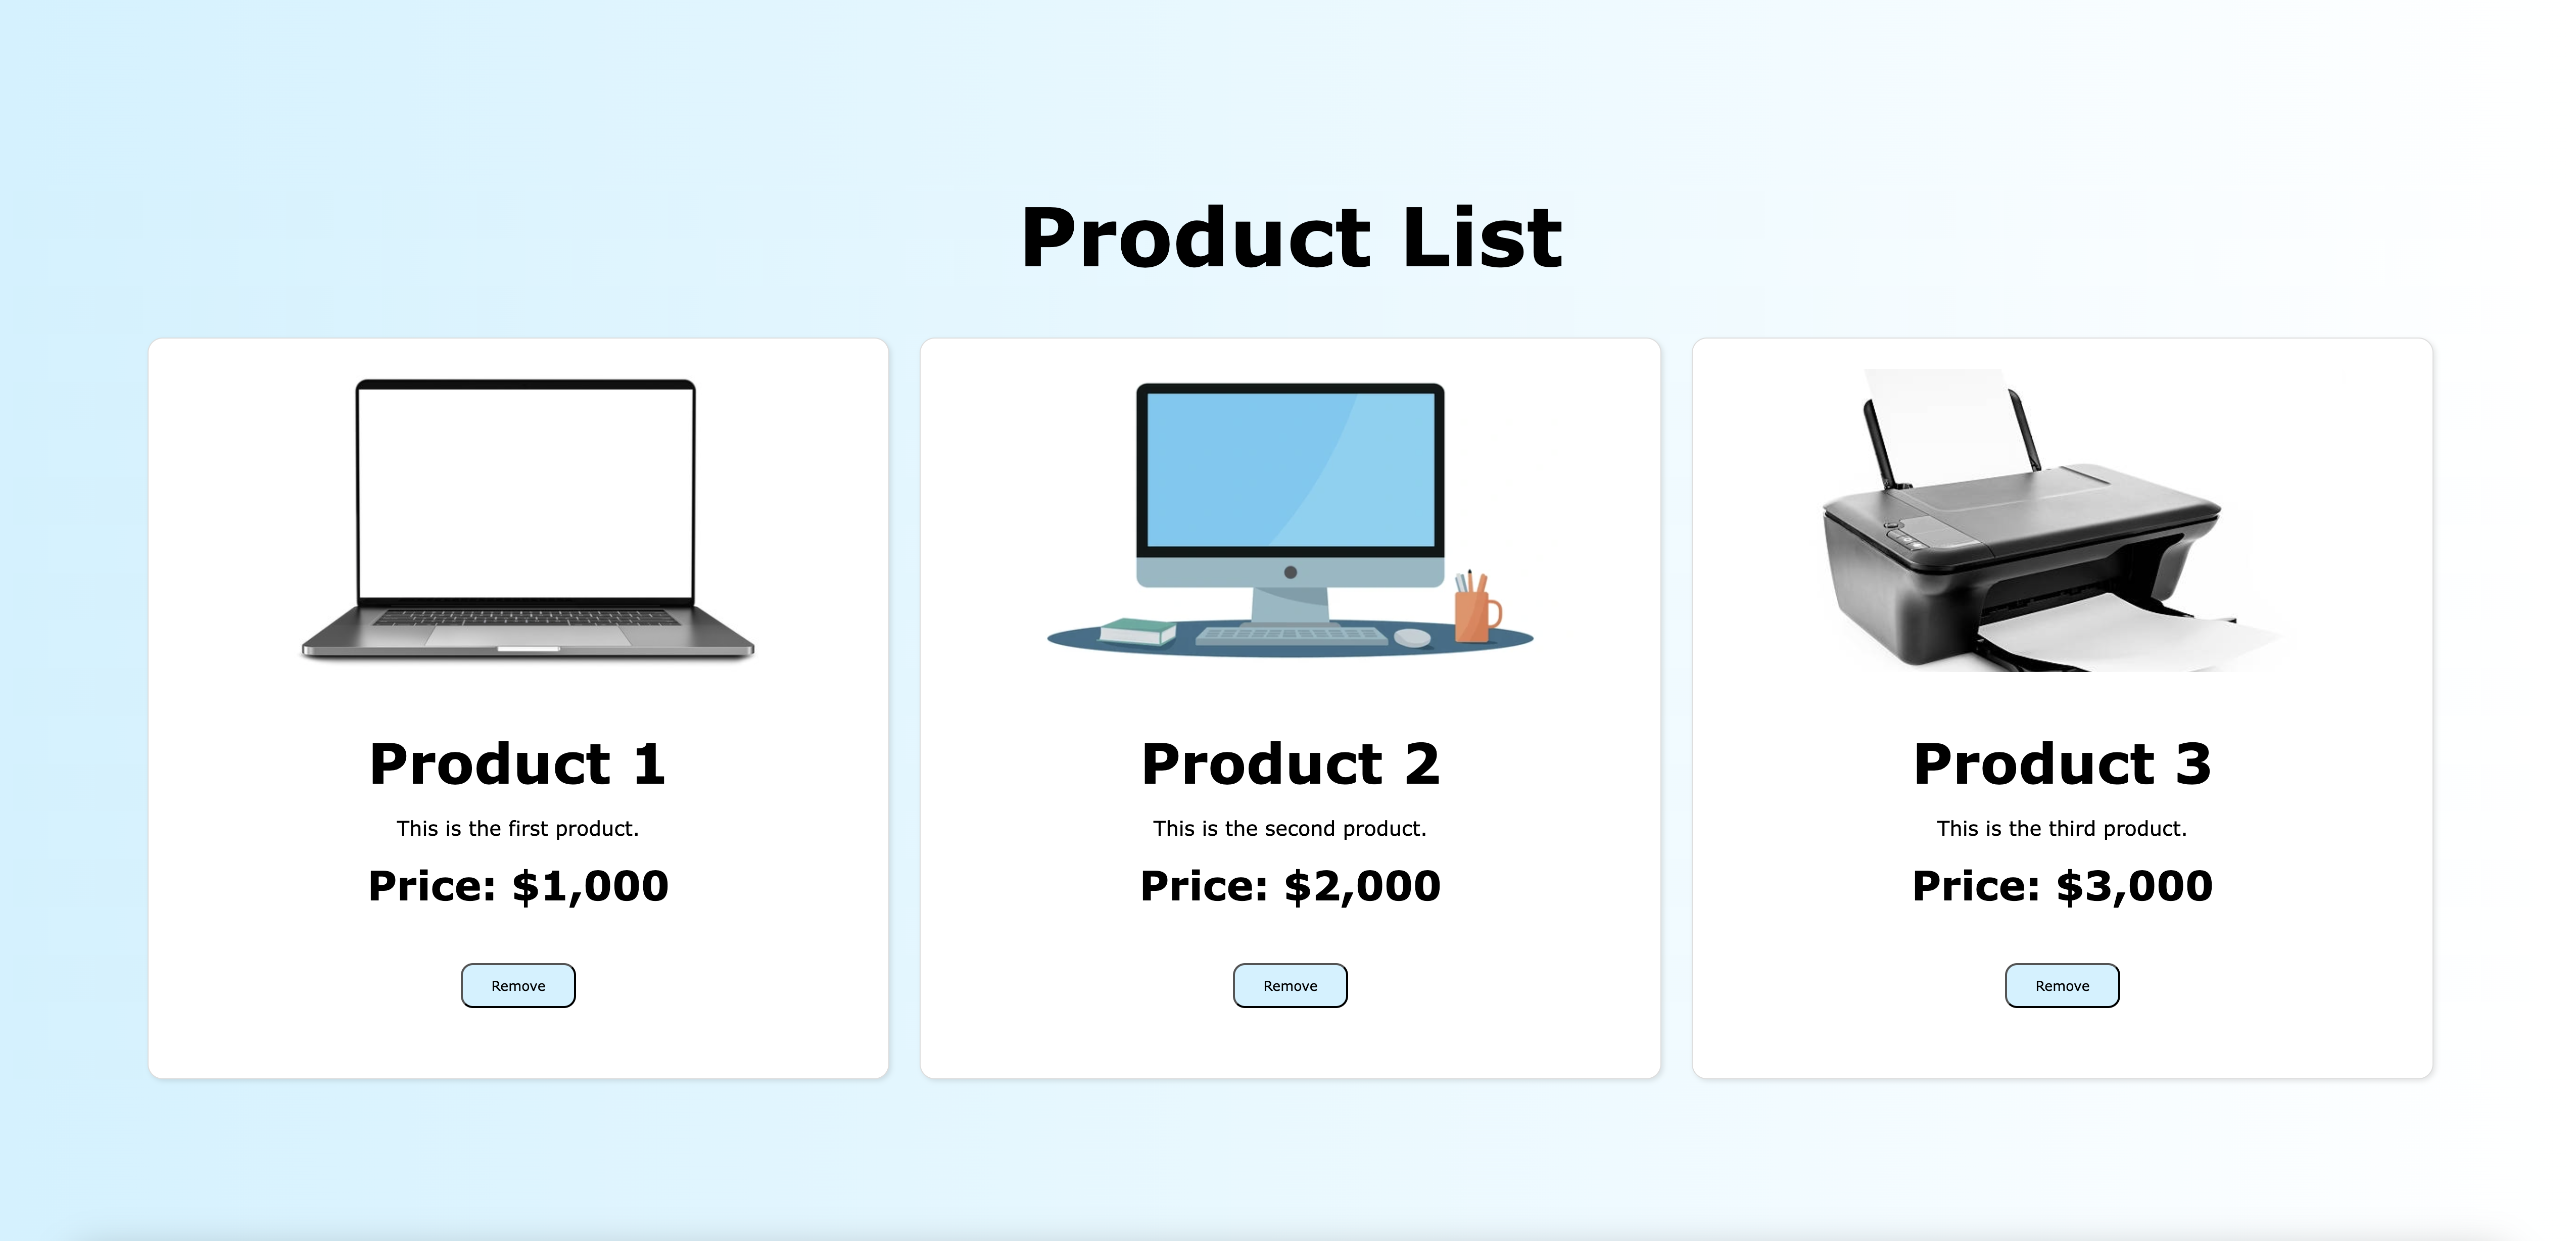 Product List
Product 1
This is the first product.
Price: $1,000
Remove
Product 2
This is the second product.
Price: $2,000
Remove
Product 3
This is the third product.
Price: $3,000
Remove